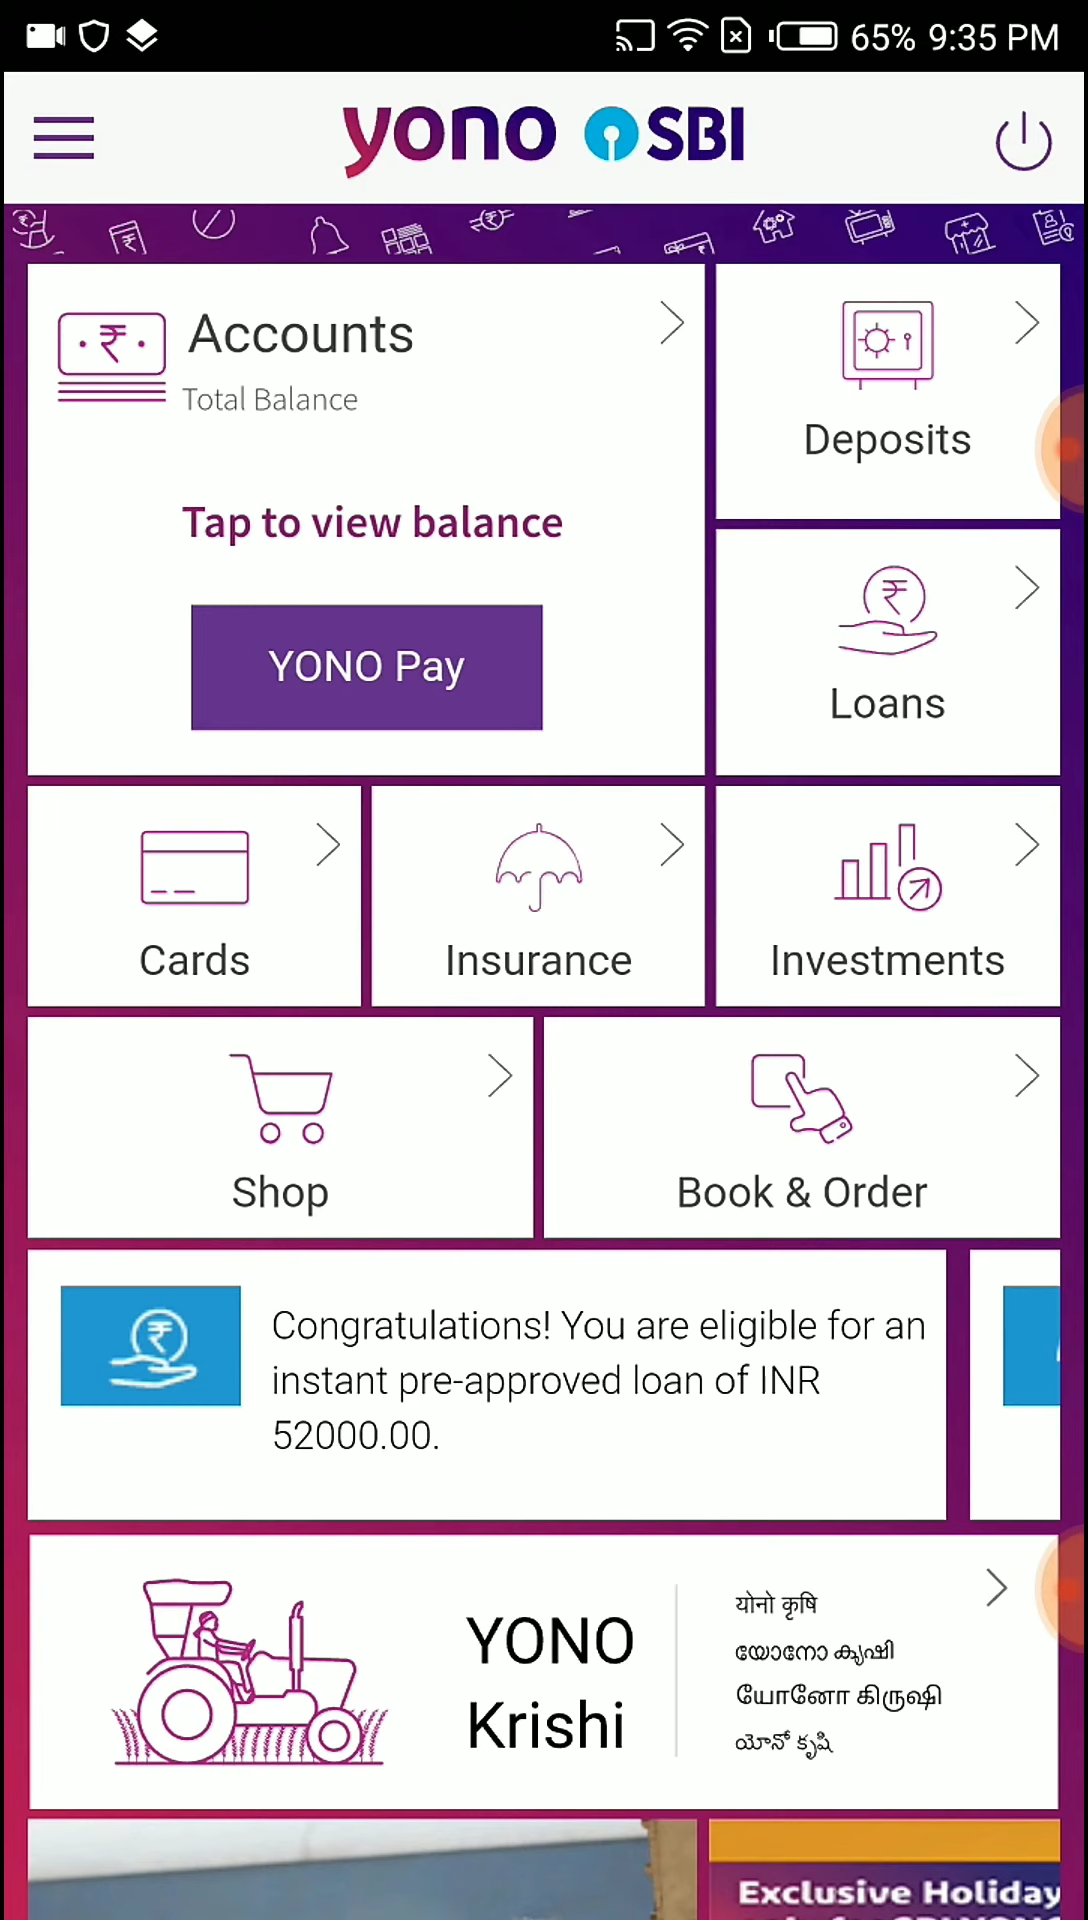 65% 9:35 PM
yono SBI
Accounts
Total Balance
Tap to view balance
YONO Pay
Deposits
Loans
Cards
Insurance
Investments
Shop
Book & Order
Congratulations! You are eligible for an
instant pre-approved loan of INR
52000.00.
YONO
Krishi
योनो कृषि
യോനോ കൃഷി
யோனோ கிருஷி
యోనో కృషి
Exclusive Holiday